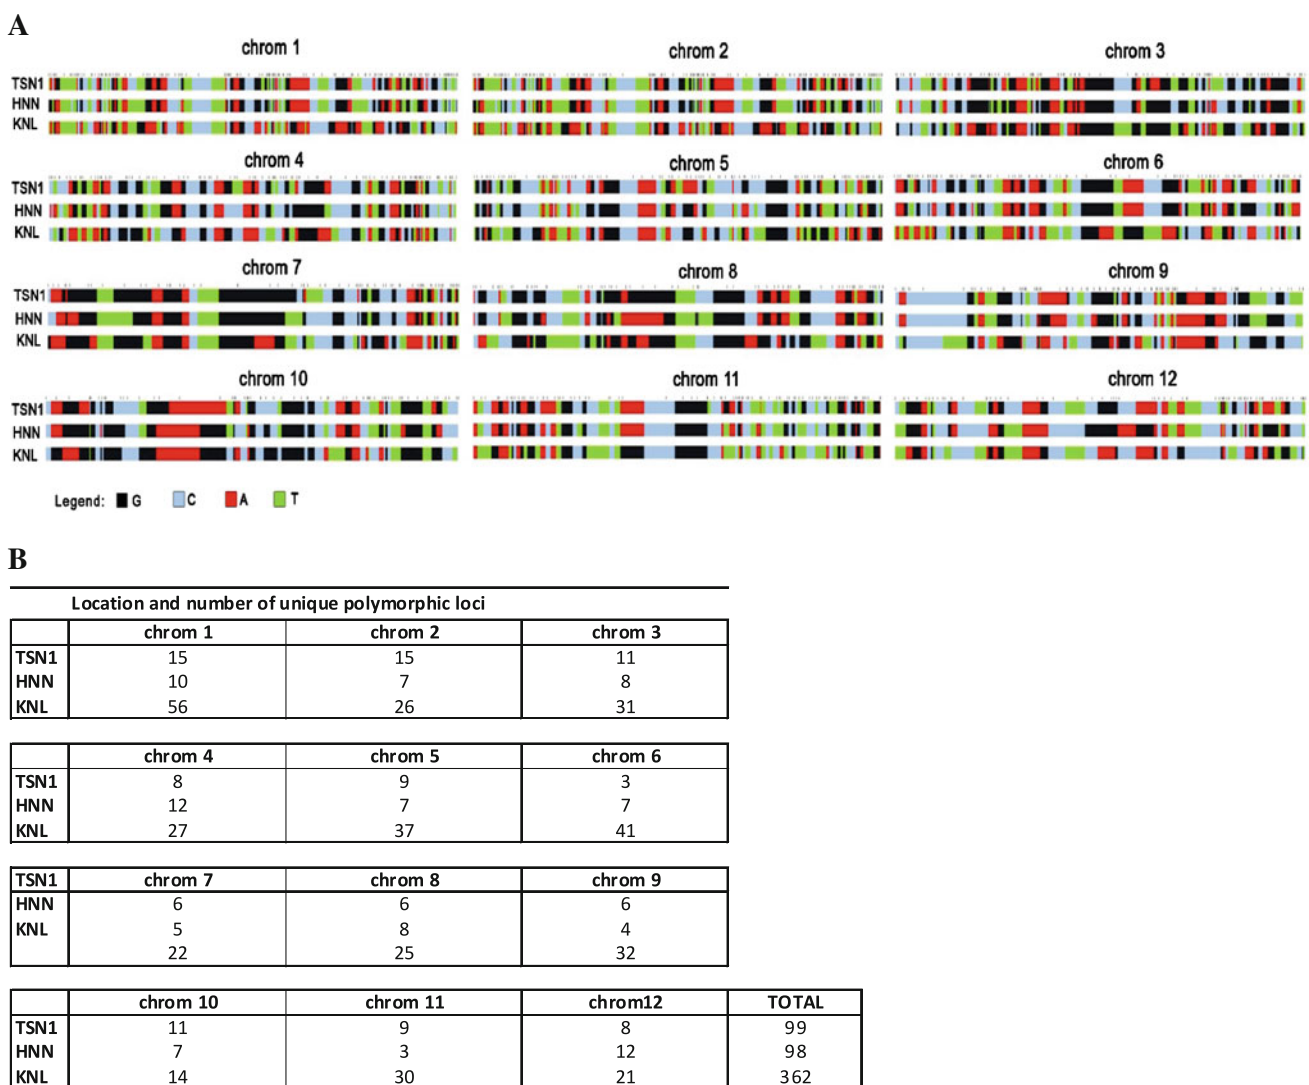 A
chrom 1 chrom 2 chrom 3
TSN1
HNN
KNL
chrom 4 chrom 5 chrom 6
TSN1
HNN
KNL
chrom 7 chrom 8 chrom 9
TSN1
HNN
KNL
chrom 10 chrom 11 chrom 12
TSN1
HNN
KNL
Legend: G C A T
B
Location and number of unique polymorphic loci
chrom 1 chrom 2 chrom 3
TSN1 15 15 11
HNN 10 7 8
KNL 56 26 31
chrom 4 chrom 5 chrom 6
TSN1 8 9 3
HNN 12 7 7
KNL 27 37 41
TSN1 chrom 7 chrom 8 chrom 9
HNN 6 6 6
KNL 5 8 4
22 25 32
chrom 10 chrom 11 chrom12 TOTAL
TSN1 11 9 8 99
HNN 7 3 12 98
KNL 14 30 21 362